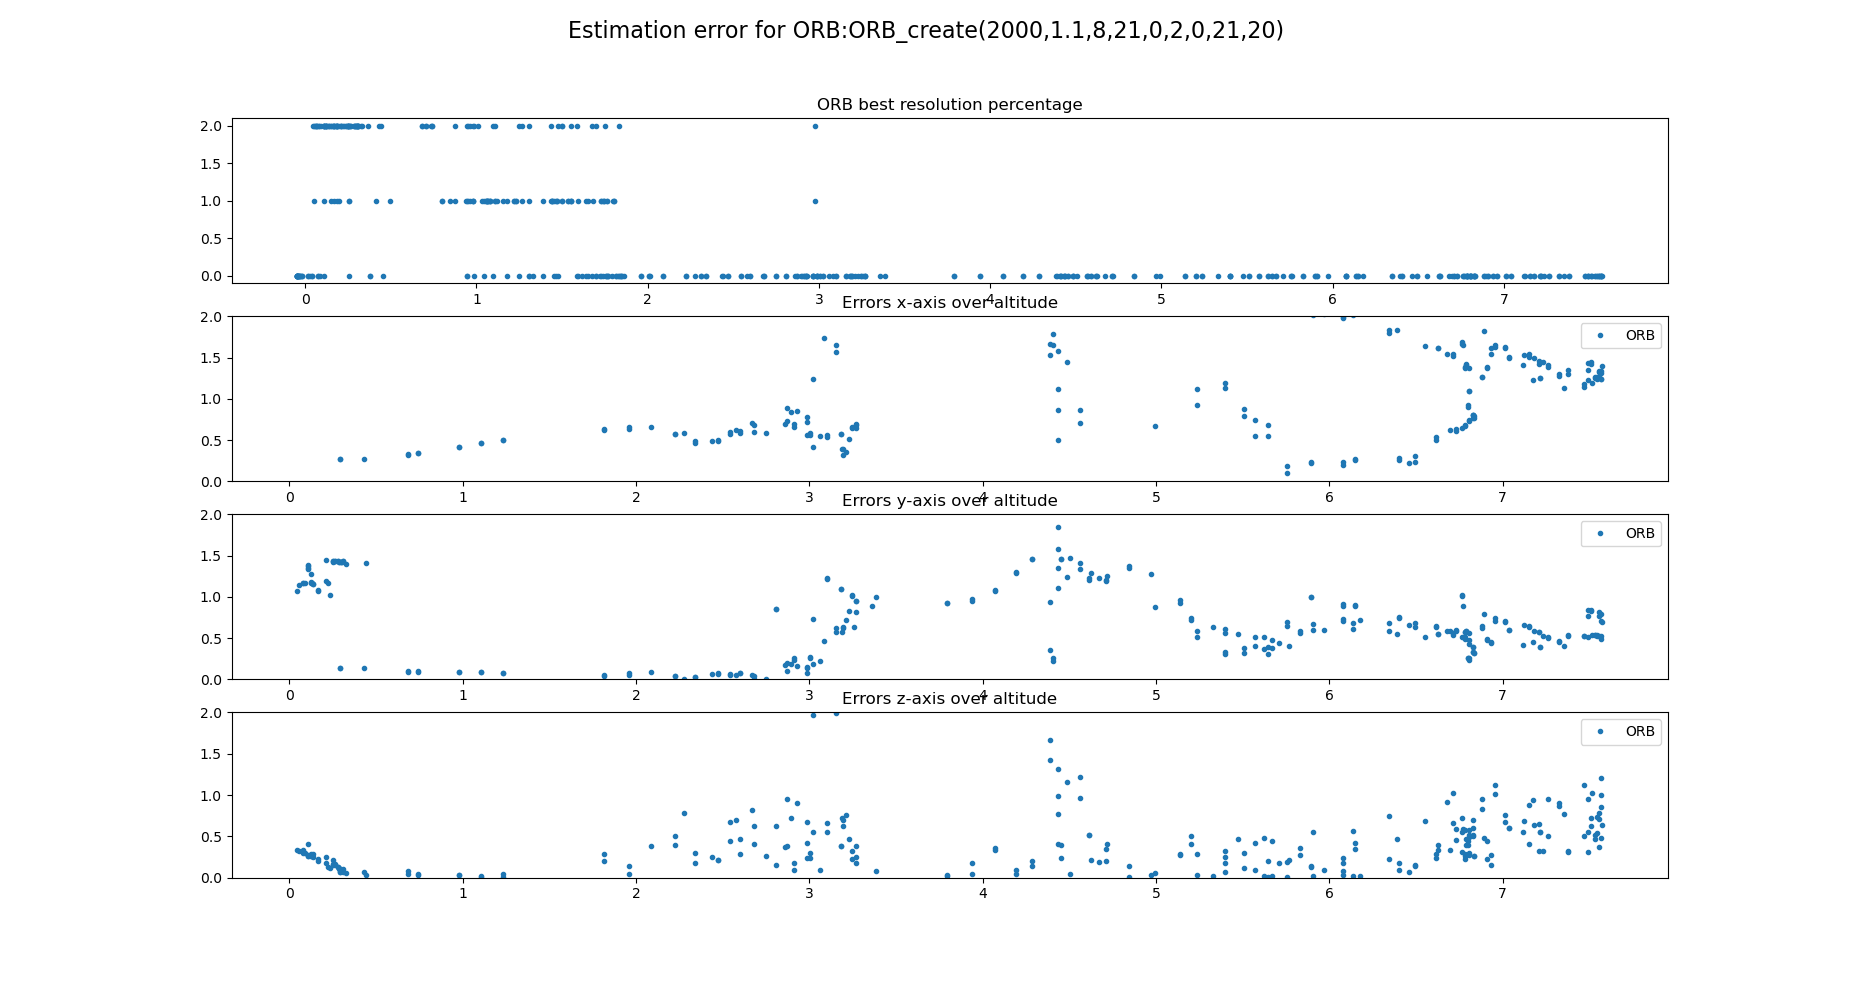 Estimation error for ORB:ORB_create(2000,1.1,8,21,0,2,0,21,20)
ORB best resolution percentage
2.0
1.5
1.0
0.5
0.0
0 1 2 3 4 5 6 7
Errors x-axis over altitude
2.0
1.5
1.0
0.5
0.0
ORB
0 1 2 3 4 5 6 7
Errors y-axis over altitude
2.0
1.5
1.0
0.5
0.0
ORB
0 1 2 3 4 5 6 7
Errors z-axis over altitude
2.0
1.5
1.0
0.5
0.0
ORB
0 1 2 3 4 5 6 7